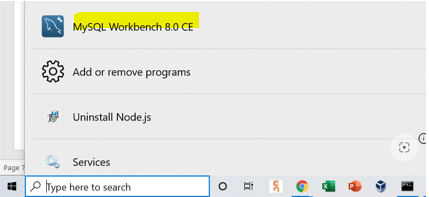 MySQL Workbench 8.0 CE
Add or remove programs
Uninstall Node.js
Services
Page 7
Type here to search